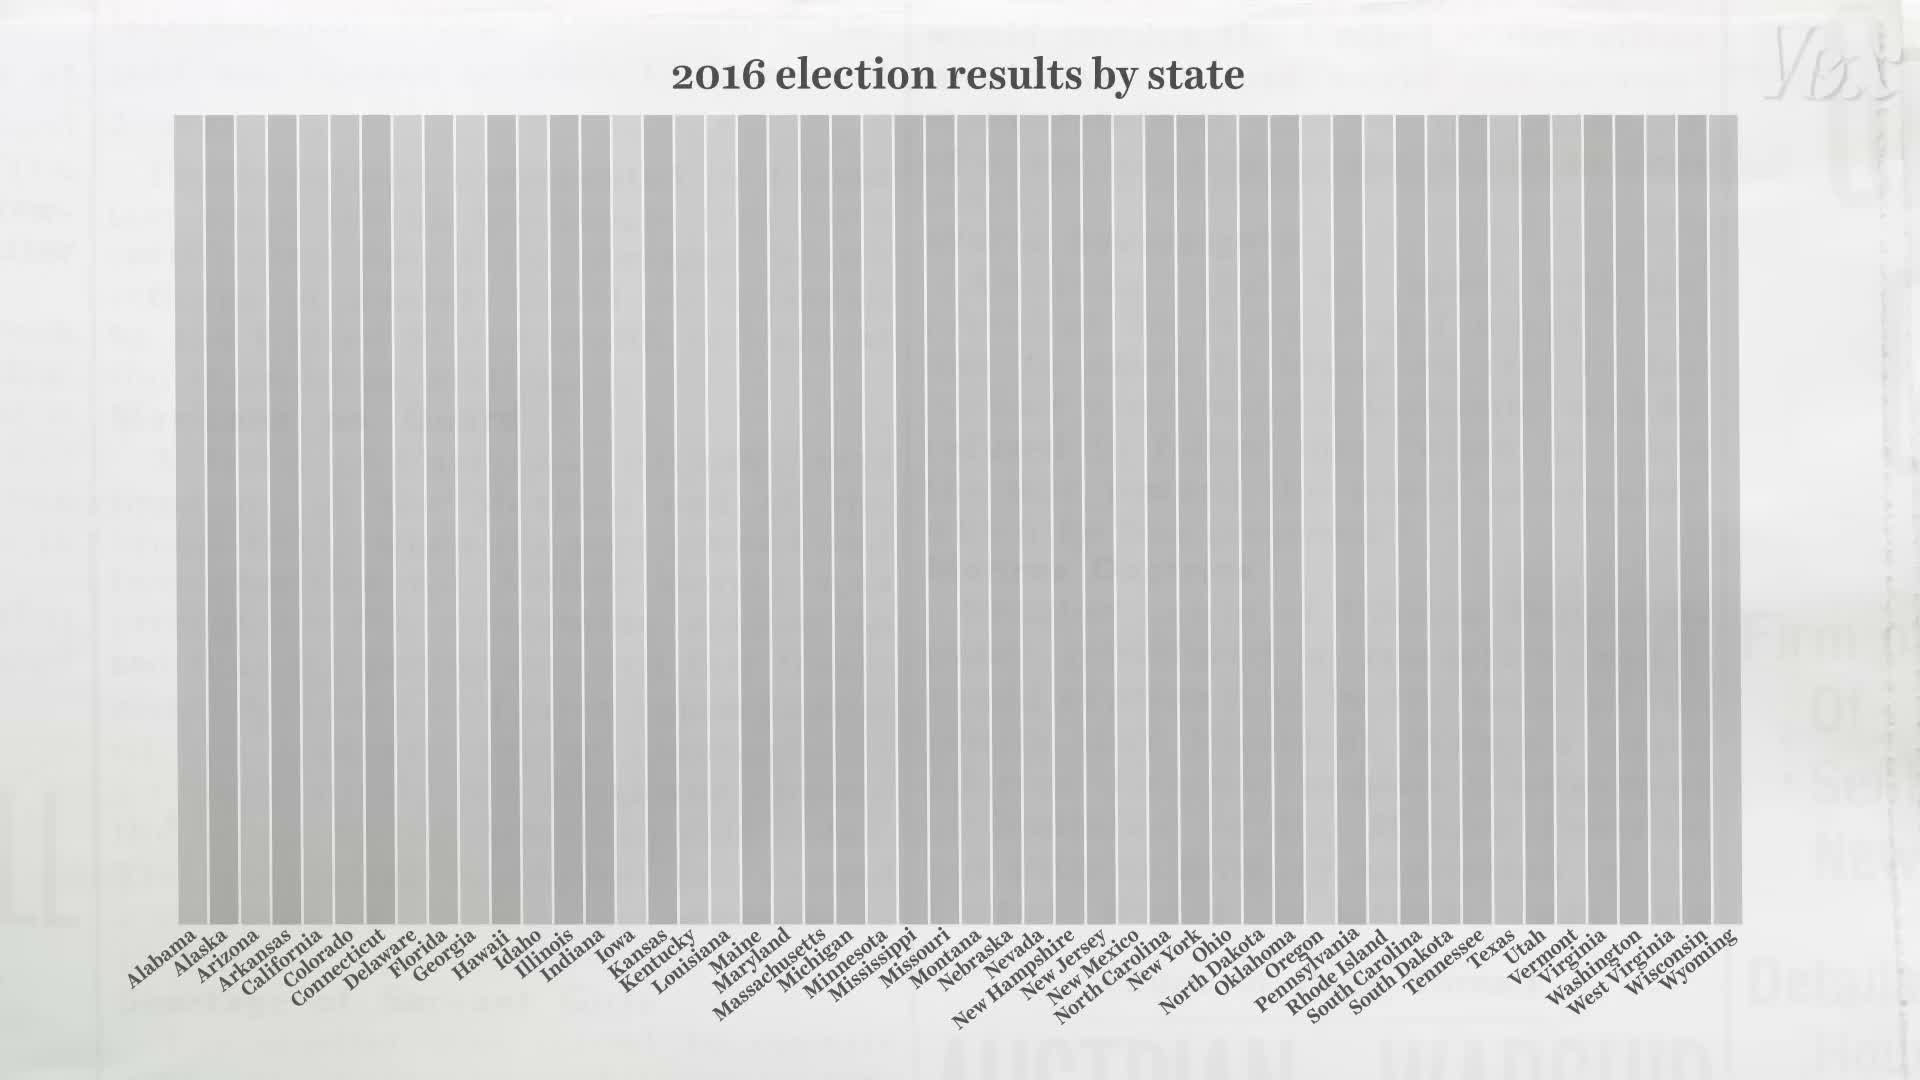 2016 election results by state
Vox
Alabama
Alaska
Arizona
Arkansas
California
Colorado
Connecticut
Delaware
Florida
Georgia
Hawaii
Idaho
Illinois
Indiana
Iowa
Kansas
Kentucky
Louisiana
Maine
Maryland
Massachusetts
Michigan
Minnesota
Mississippi
Missouri
Montana
Nebraska
Nevada
New Hampshire
New Jersey
New Mexico
North Carolina
New York
Ohio
North Dakota
Oklahoma
Oregon
Pennsylvania
Rhode Island
South Carolina
South Dakota
Tennessee
Texas
Utah
Vermont
Virginia
Washington
West Virginia
Wisconsin
Wyoming
Firm
Of